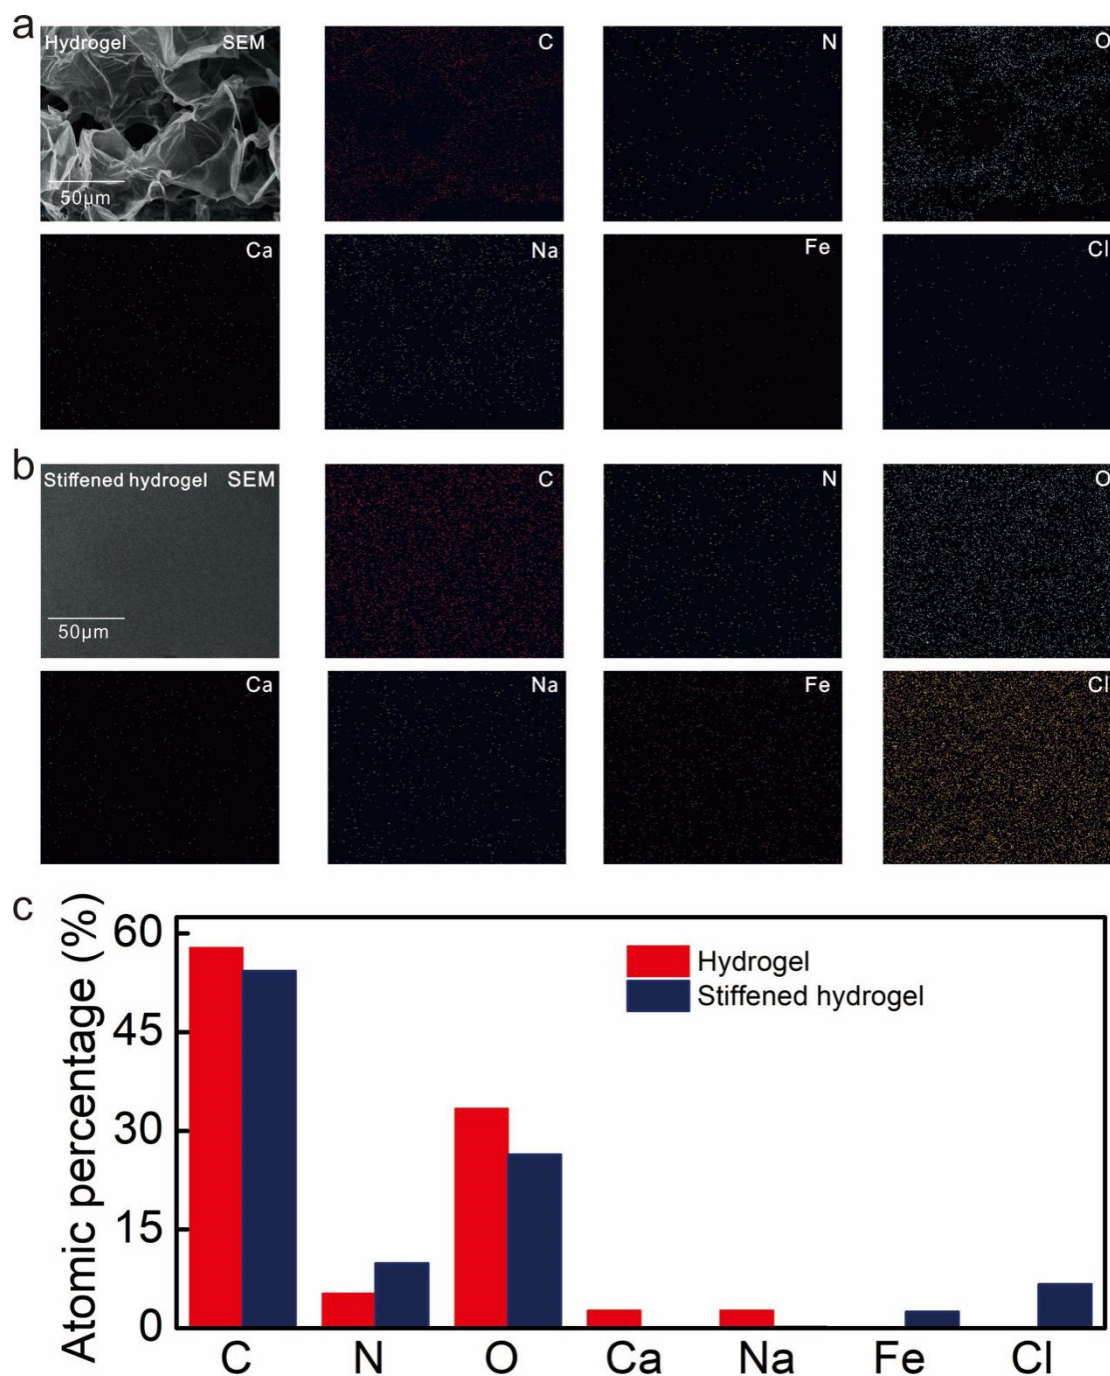 a
Hydrogel SEM
50μm
C
N
O
Ca
Na
Fe
Cl
b
Stiffened hydrogel SEM
50μm
C
N
O
Ca
Na
Fe
Cl
c
Atomic percentage (%)
60
45
30
15
0
Hydrogel
Stiffened hydrogel
C N O Ca Na Fe Cl